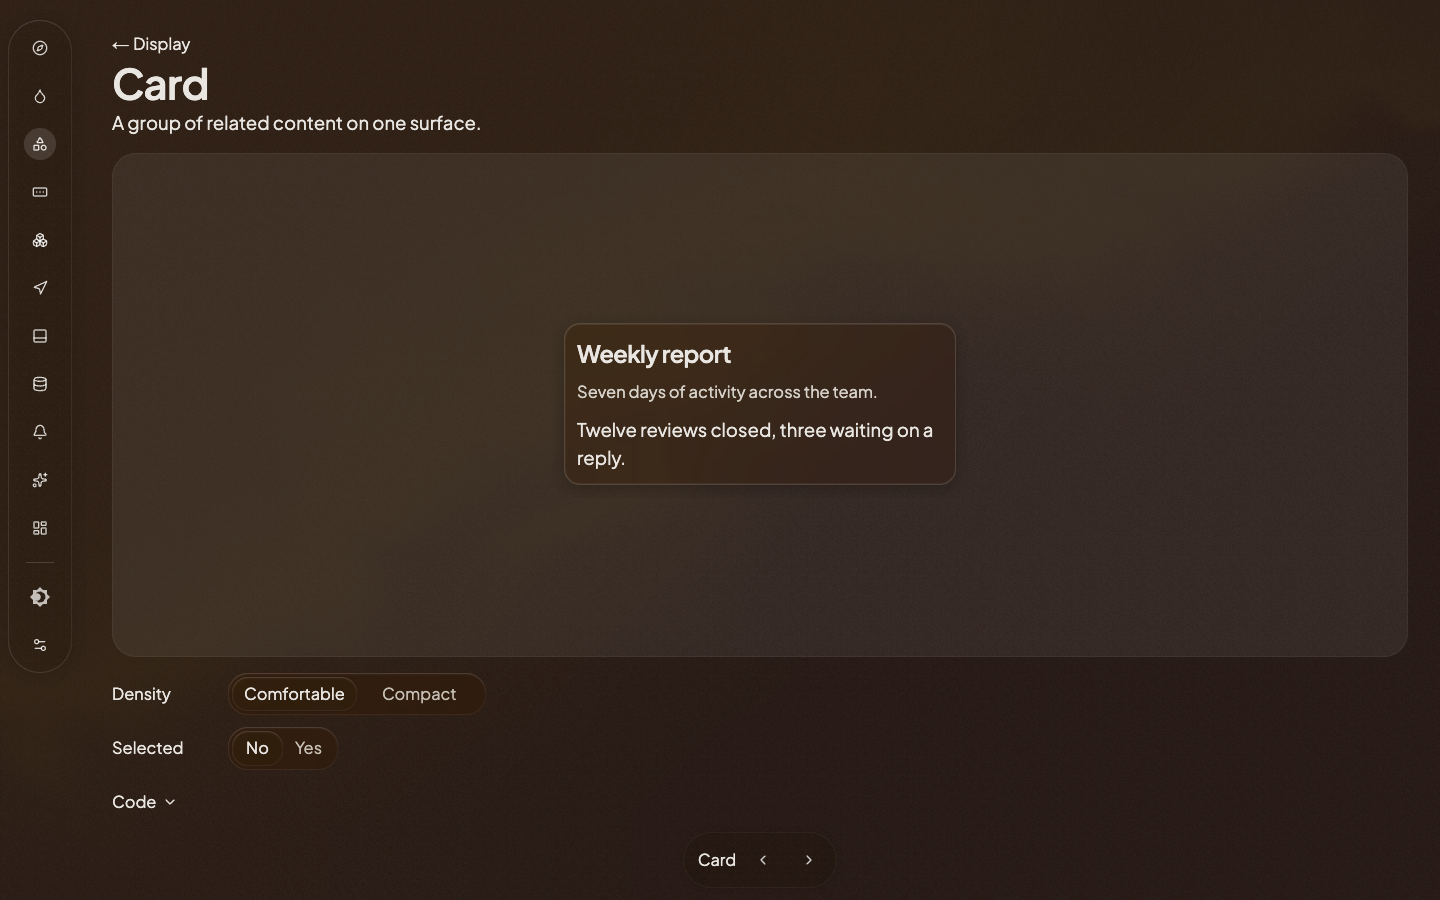 ← Display
Card
A group of related content on one surface.
Weekly report
Seven days of activity across the team.
Twelve reviews closed, three waiting on a
reply.
Density
Comfortable
Compact
Selected
No
Yes
Code
Card